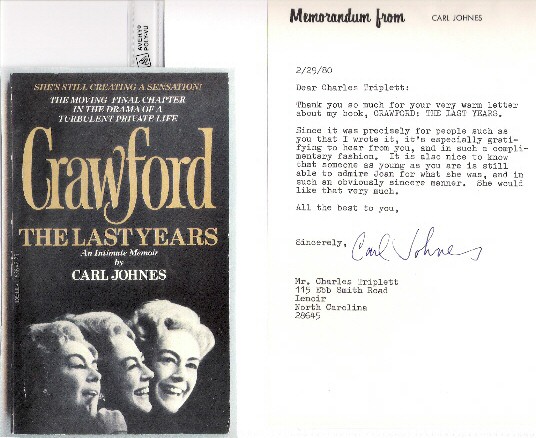 AVERY®
POLY-VU
SHE'S STILL CREATING A SENSATION!
THE MOVING FINAL CHAPTER
IN THE DRAMA OF A
TURBULENT PRIVATE LIFE
Crawford
THE LAST YEARS
An Intimate Memoir
by
CARL JOHNES
Memorandum from CARL JOHNES
2/29/80
Dear Charles Triplett:
Thank you so much for your very warm letter
about my book, CRAWFORD: THE LAST YEARS.
Since it was precisely for people such as
you that I wrote it, it's especially grati-
fying to hear from you, and in such a compli-
mentary fashion. It is also nice to know
that someone as young as you are is still
able to admire Joan for what she was, and in
such an obviously sincere manner. She would
like that very much.
All the best to you,
Sincerely, Carl Johnes
Mr. Charles Triplett
115 Ebb Smith Road
Lenoir
North Carolina
28645